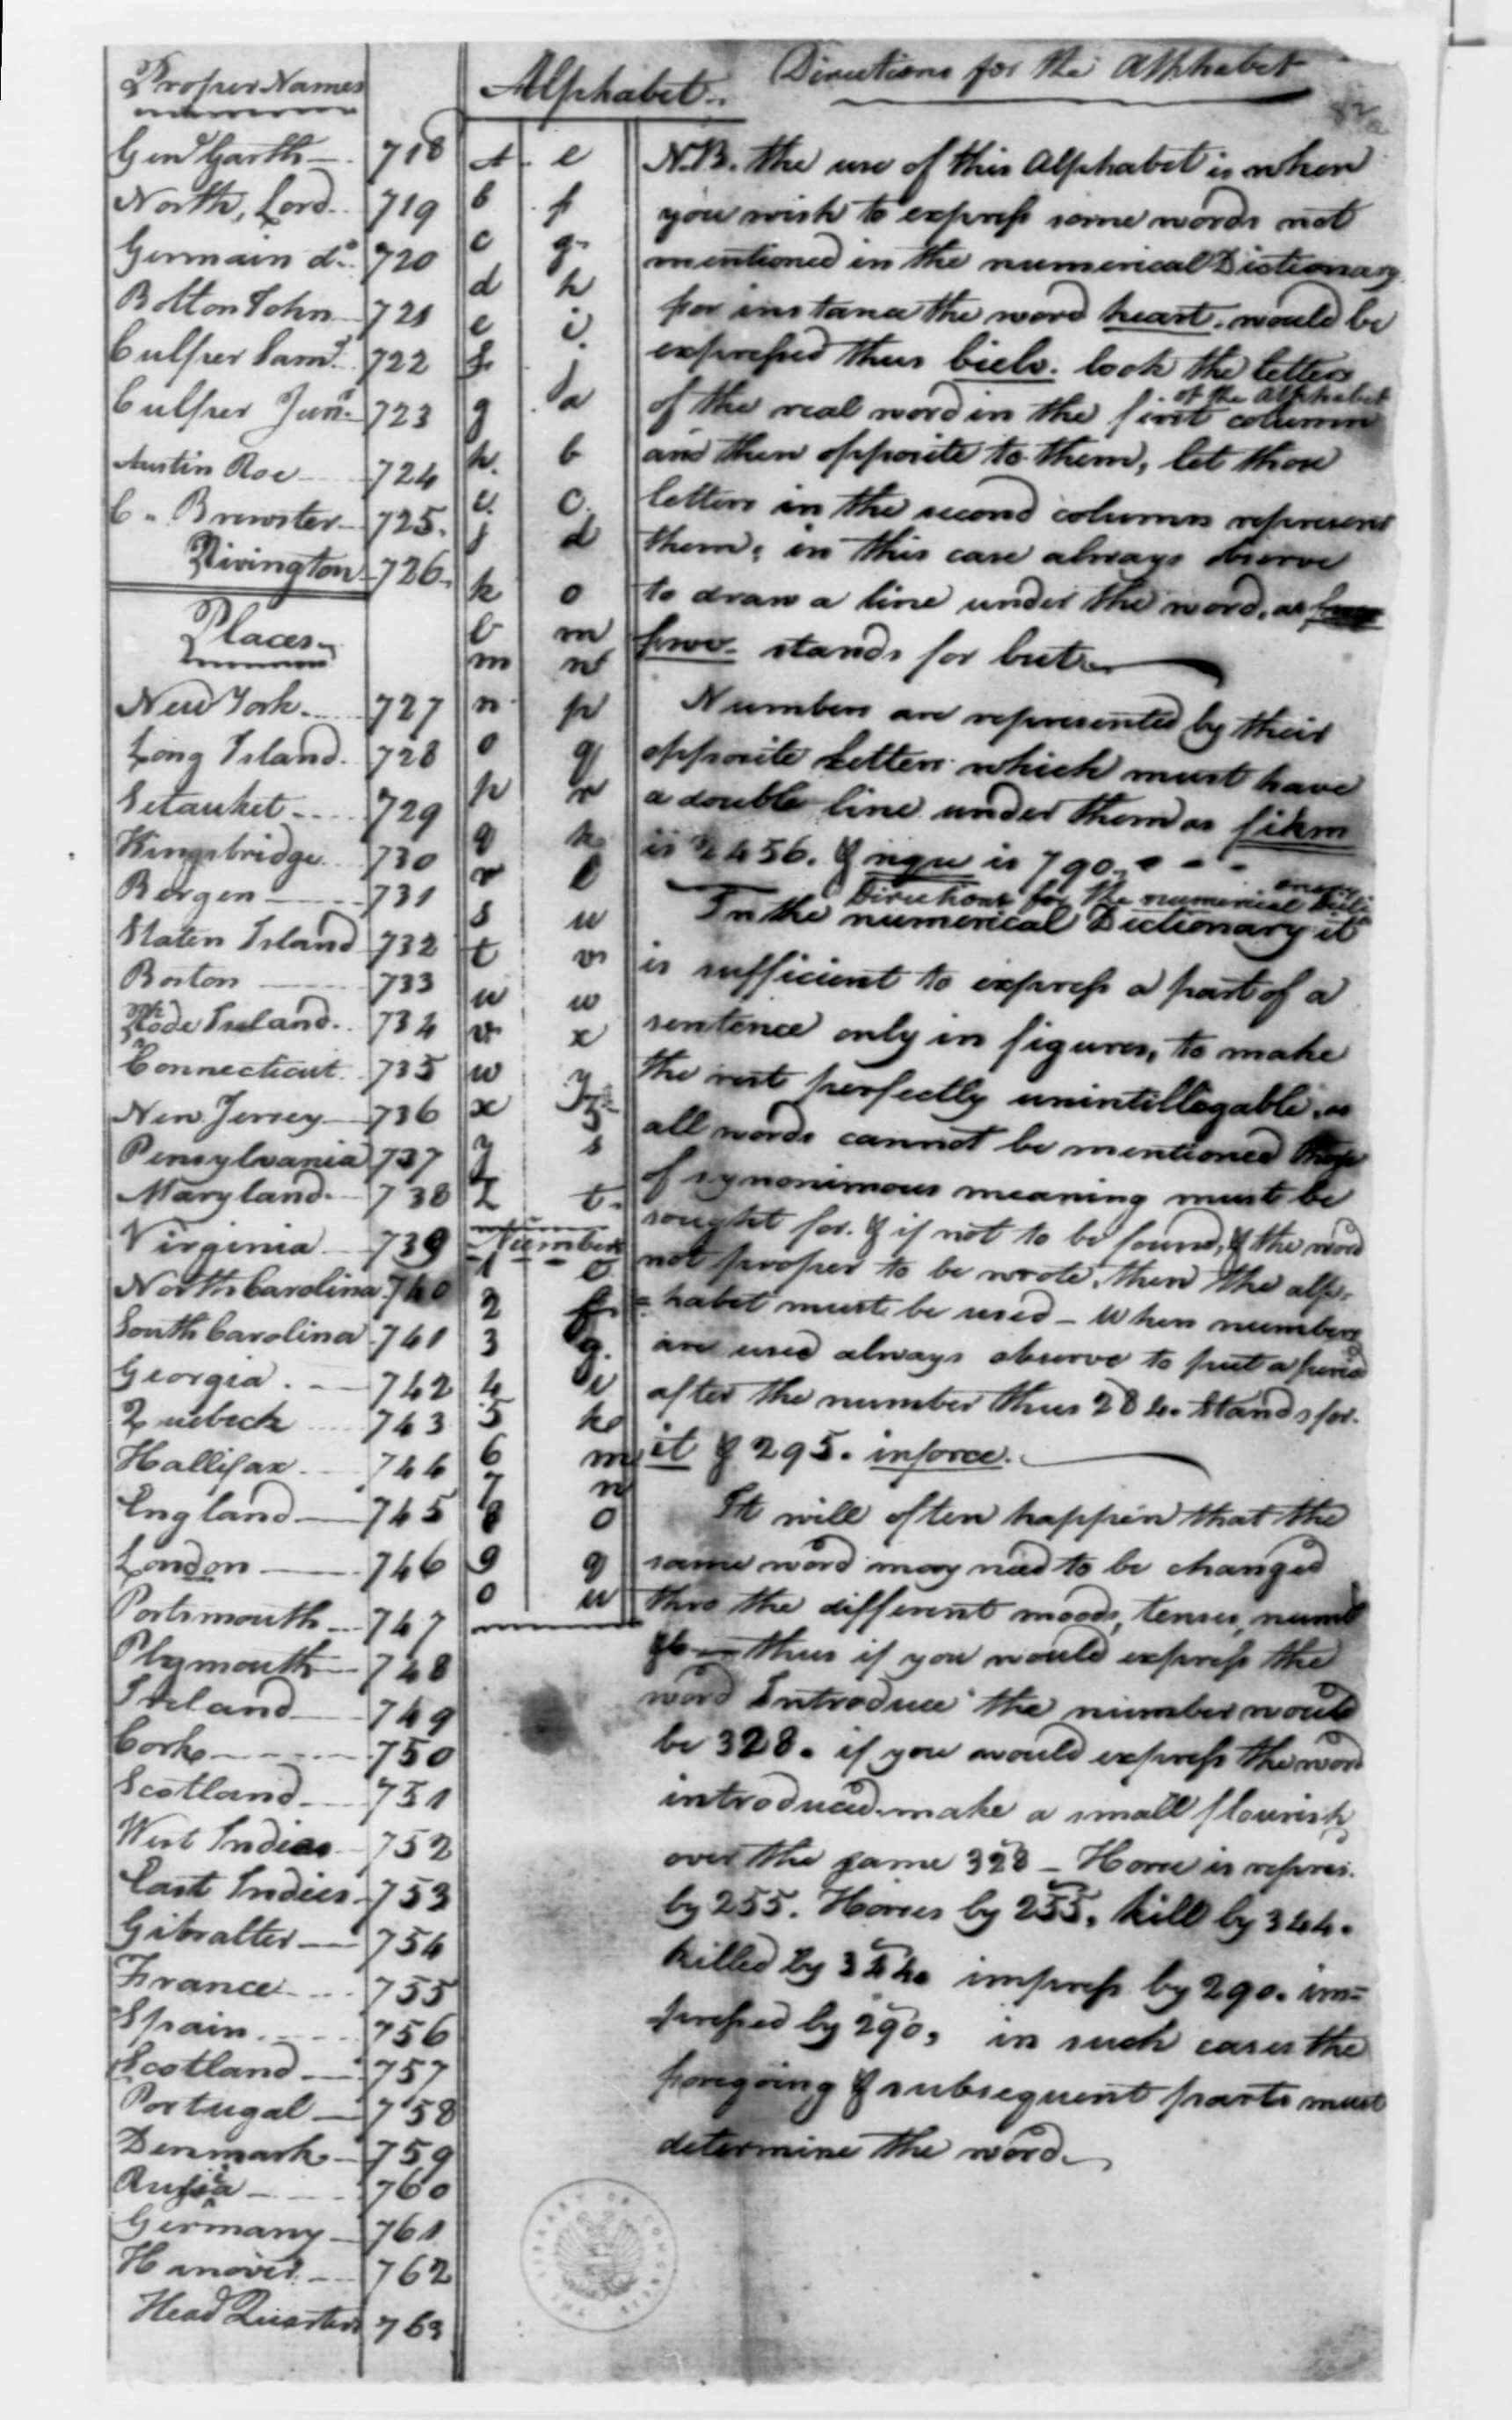 Proper Names
Gen^l Garth 718
North, Lord 719
Germain d^o 720
Bolton John 721
Culper Sam^l. 722
Culper Jun^r. 723
Austin Roe 724
C. Brewster 725.
Rivington 726.
Places
New York 727
Long Island. 728
Setauket 729
Kingsbridge 730
Bergen 731
Staten Island 732
Boston 733
Rhode Island. 734
Connecticut. 735
New Jersey 736
Pensylvania 737
Maryland. 738
Virginia 739
North Carolina. 740
South Carolina 741
Georgia. 742
Quebeck 743
Hallifax 744
England 745
London 746
Portsmouth 747
Plymouth 748
Ireland 749
Corke 750
Scotland 751
West Indies 752
East Indies 753
Gibralter 754
France 755
Spain 756
Scotland 757
Portugal 758
Denmark 759
Russia 760
Germany 761
Hanover 762
Head Quarters 763
Alphabet
A e
b f
c g
d h
e i
f j
g a
h b
i c
j d
k o
l m
m n
n p
o q
p r
q k
r l
s u
t v
u w
v x
w y
x z
y s
z t
Numbers
1 e
2 f
3 g
4 i
5 k
6 m
7 n
8 o
9 q
0 u
Directions for the Alphabet
N.B. the use of this Alphabet is when
you wish to express some words not
mentioned in the numerical Dictionary
for instance the word heart. would be
expressed thus bielv. look the letters
of the real word in the first column
of the Alphabet
and then opposite to them, let those
letters in the second column represent
them; in this case always observe
to draw a line under the word, as
fwv. stands for but
Numbers are represented by their
opposite letters which must have
a double line under them as fikm
is 2456. & nqu is 790.
Directions for the numerical Dictionary
In the numerical Dictionary it
is sufficient to express a part of a
sentence only in figures, to make
the rest perfectly unintillegable, as
all words cannot be mentioned those
of synonimous meaning must be
sought for. & if not to be found, & the word
not proper to be wrote, then the alp-
=habet must be used – When numbers
are used always observe to put a period
after the number thus 284. stands for.
it & 295. inforce.
It will often happen that the
same word may need to be changed
thro the different moods, tenses, numb
thus if you would express the
word Introduce the number would
be 328. if you would express the word
introduced make a small flourish
over the same 328 – Horse is repres.
by 255. Horses by 255, kill by 344.
killed by 344. impress by 290. im=
pressed by 290, in such cases the
foregoing & subsequent parts must
determine the word.
LIBRARY OF CONGRESS